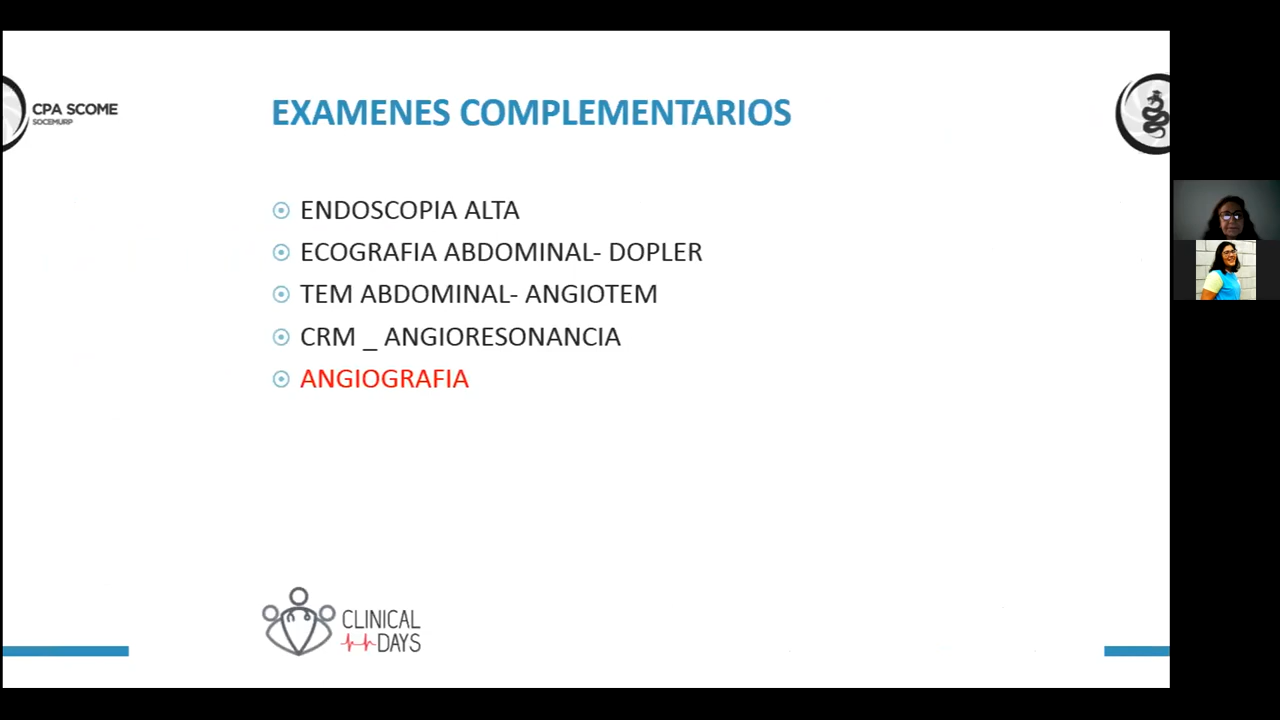 CPA SCOME
SOCEMURP
EXAMENES COMPLEMENTARIOS
ENDOSCOPIA ALTA
ECOGRAFIA ABDOMINAL- DOPLER
TEM ABDOMINAL- ANGIOTEM
CRM _ ANGIORESONANCIA
ANGIOGRAFIA
CLINICAL
DAYS